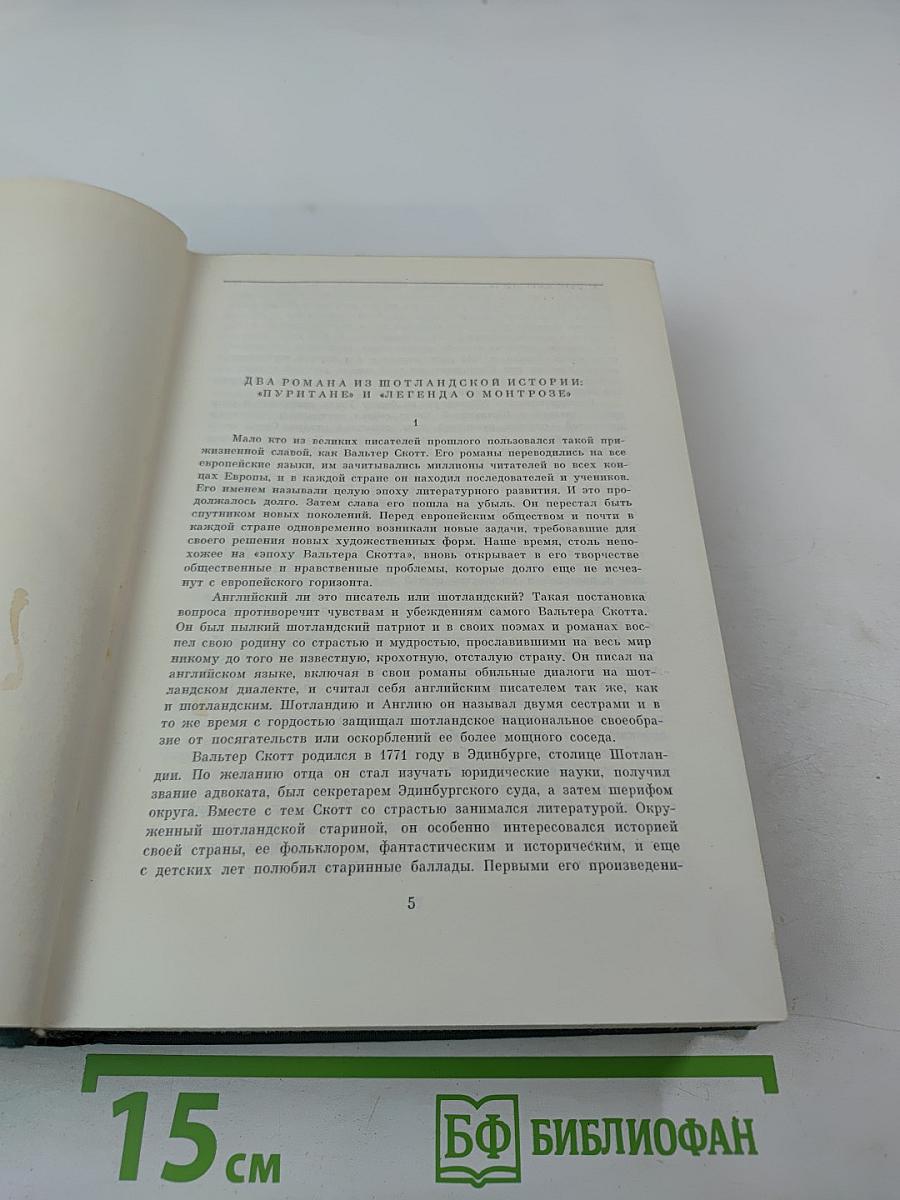 ДВА РОМАНА ИЗ ШОТЛАНДСКОЙ ИСТОРИИ:
«ПУРИТАНЕ» И «ЛЕГЕНДА О МОНТРОЗЕ»
1
Мало кто из великих писателей прошлого пользовался такой при-
жизненной славой, как Вальтер Скотт. Его романы переводились на все
европейские языки, им зачитывались миллионы читателей во всех кон-
цах Европы, и в каждой стране он находил последователей и учеников.
Его именем называли целую эпоху литературного развития. И это про-
должалось долго. Затем слава его пошла на убыль. Он перестал быть
спутником новых поколений. Перед европейским обществом и почти в
каждой стране одновременно возникали новые задачи, требовавшие для
своего решения новых художественных форм. Наше время, столь непо-
хожее на «эпоху Вальтера Скотта», вновь открывает в его творчестве
общественные и нравственные проблемы, которые долго еще не исчез-
нут с европейского горизонта.
Английский ли это писатель или шотландский? Такая постановка
вопроса противоречит чувствам и убеждениям самого Вальтера Скотта.
Он был пылкий шотландский патриот и в своих поэмах и романах вос-
пел свою родину со страстью и мудростью, прославившими на весь мир
никому до того не известную, крохотную, отсталую страну. Он писал на
английском языке, включая в свои романы обильные диалоги на шот-
ландском диалекте, и считал себя английским писателем так же, как
и шотландским. Шотландию и Англию он называл двумя сестрами и в
то же время с гордостью защищал шотландское национальное своеобра-
зие от посягательств или оскорблений ее более мощного соседа.
Вальтер Скотт родился в 1771 году в Эдинбурге, столице Шотлан-
дии. По желанию отца он стал изучать юридические науки, получил
звание адвоката, был секретарем Эдинбургского суда, а затем шерифом
округа. Вместе с тем Скотт со страстью занимался литературой. Окру-
женный шотландской стариной, он особенно интересовался историей
своей страны, ее фольклором, фантастическим и историческим, и еще
с детских лет полюбил старинные баллады. Первыми его произведени-
5
15 см
БФ БИБЛИОФАН